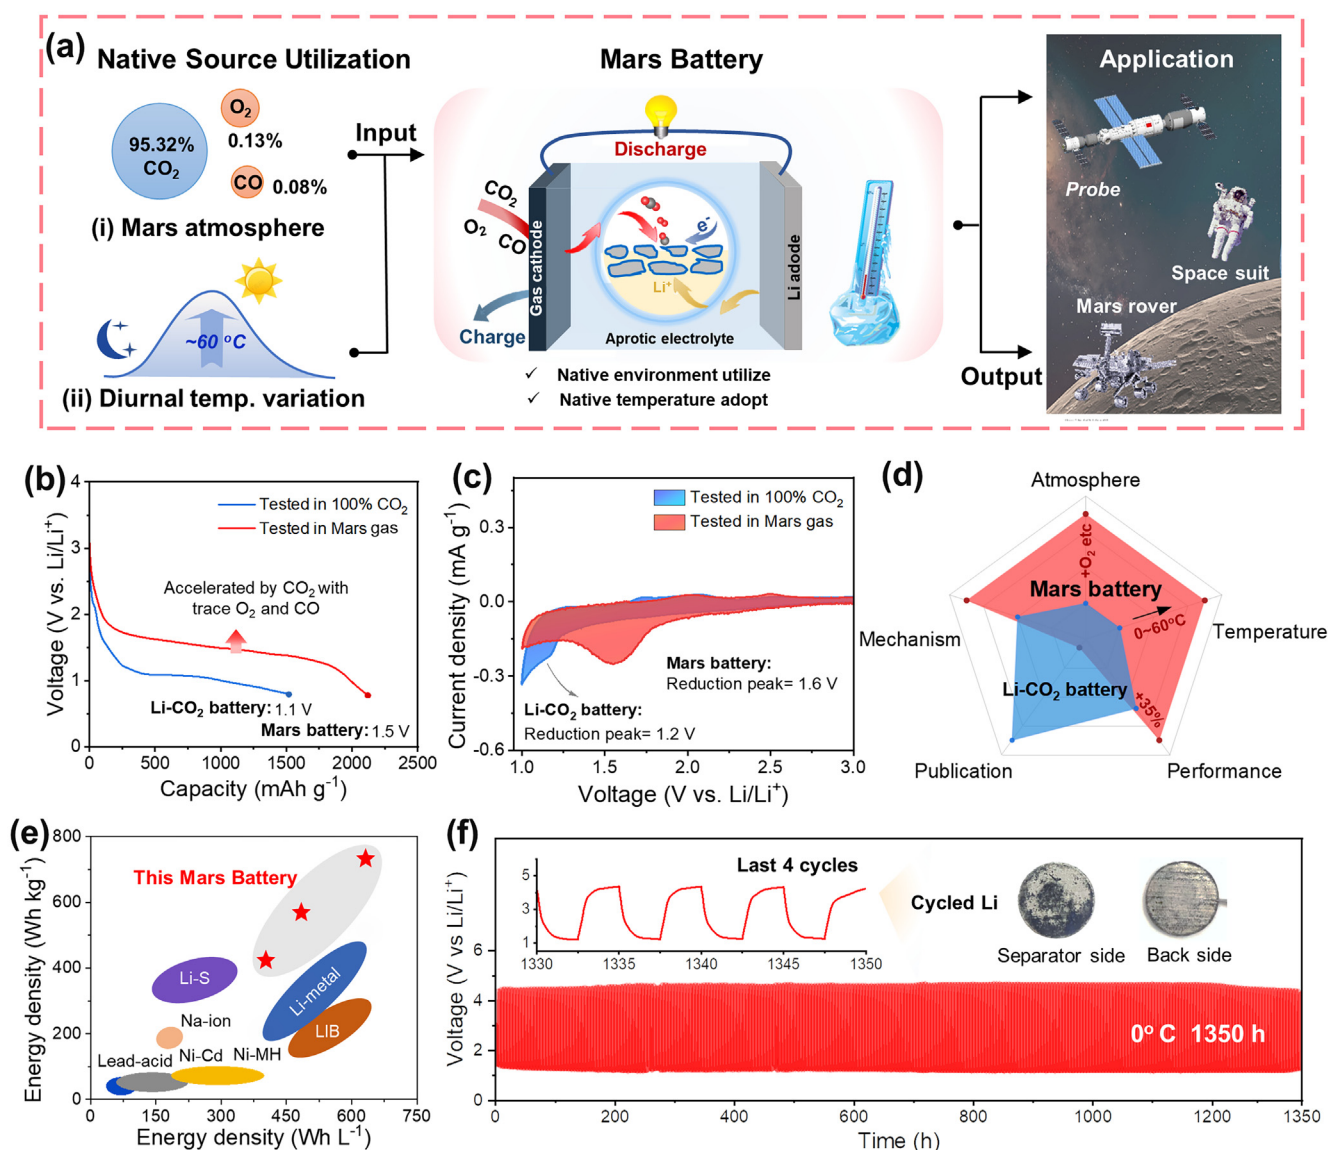 (a)
Native Source Utilization
95.32%
CO₂
O₂
0.13%
CO
0.08%
(i) Mars atmosphere
~60 °C
(ii) Diurnal temp. variation
Input
Mars Battery
Discharge
CO₂
O₂
CO
Charge
Gas cathode
e⁻
Li⁺
Li adode
Aprotic electrolyte
✓ Native environment utilize
✓ Native temperature adopt
Output
Application
Probe
Space suit
Mars rover
(b)
Voltage (V vs. Li/Li⁺)
4
3
2
1
0
Tested in 100% CO₂
Tested in Mars gas
Accelerated by CO₂ with
trace O₂ and CO
Li-CO₂ battery: 1.1 V
Mars battery: 1.5 V
0 500 1000 1500 2000 2500
Capacity (mAh g⁻¹)
(c)
Current density (mA g⁻¹)
0.3
0.0
-0.3
-0.6
Tested in 100% CO₂
Tested in Mars gas
Mars battery:
Reduction peak= 1.6 V
Li-CO₂ battery:
Reduction peak= 1.2 V
1.0 1.5 2.0 2.5 3.0
Voltage (V vs. Li/Li⁺)
(d)
Atmosphere
+O₂ etc
Mars battery
0~60°C
Mechanism
Temperature
Li-CO₂ battery
+35%
Publication
Performance
(e)
Energy density (Wh kg⁻¹)
800
600
400
200
0
This Mars Battery
Li-S
Li-metal
Na-ion
LIB
Lead-acid
Ni-Cd
Ni-MH
0 150 300 450 600 750
Energy density (Wh L⁻¹)
(f)
Voltage (V vs Li/Li⁺)
6
4
2
0
Last 4 cycles
5
3
1
1330 1335 1340 1345 1350
Cycled Li
Separator side
Back side
0° C 1350 h
0 200 400 600 800 1000 1200 1350
Time (h)